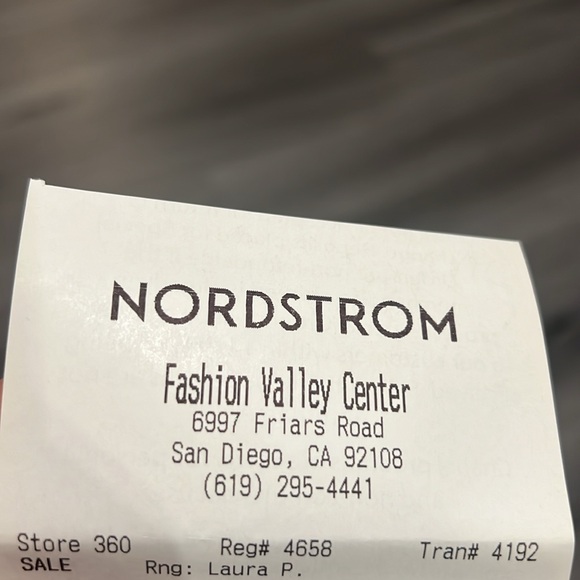 NORDSTROM
Fashion Valley Center
6997 Friars Road
San Diego, CA 92108
(619) 295-4441
Store 360 Reg# 4658 Tran# 4192
SALE Rng: Laura P.